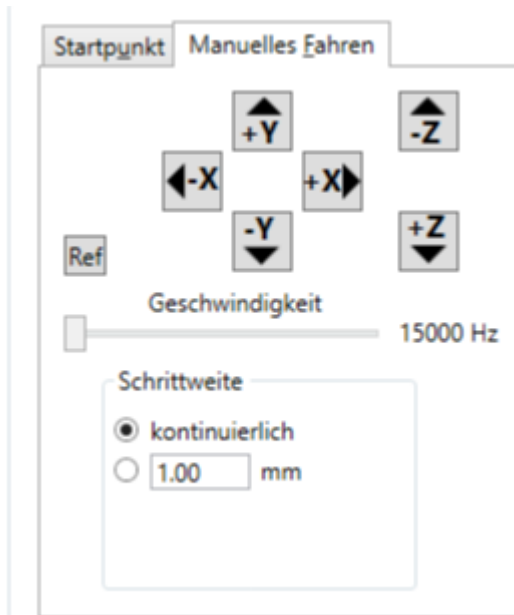 Startpunkt Manuelles Fahren
+Y -Z
-X +X
-Y +Z
Ref
Geschwindigkeit
15000 Hz
Schrittweite
kontinuierlich
1.00 mm